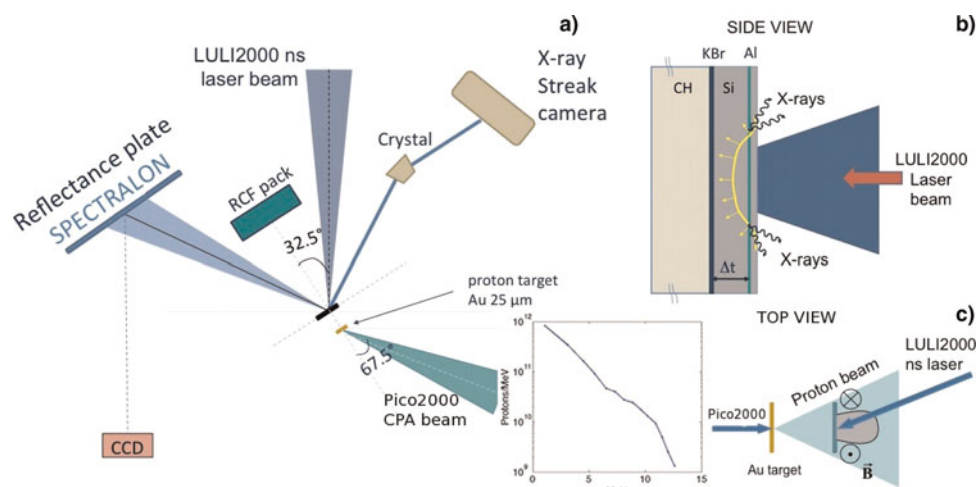 a)
LULI2000 ns
laser beam
X-ray
Streak
camera
Crystal
Reflectance plate
SPECTRALON
RCF pack
32.5°
proton target
Au 25 μm
67.5°
Pico2000
CPA beam
CCD
b)
SIDE VIEW
KBr
Al
CH
Si
X-rays
LULI2000
Laser
beam
X-rays
Δt
c)
TOP VIEW
LULI2000
ns laser
Proton beam
Pico2000
Au target
B
Protons/MeV
10¹²
10¹¹
10¹⁰
10⁹
0
5
10
15